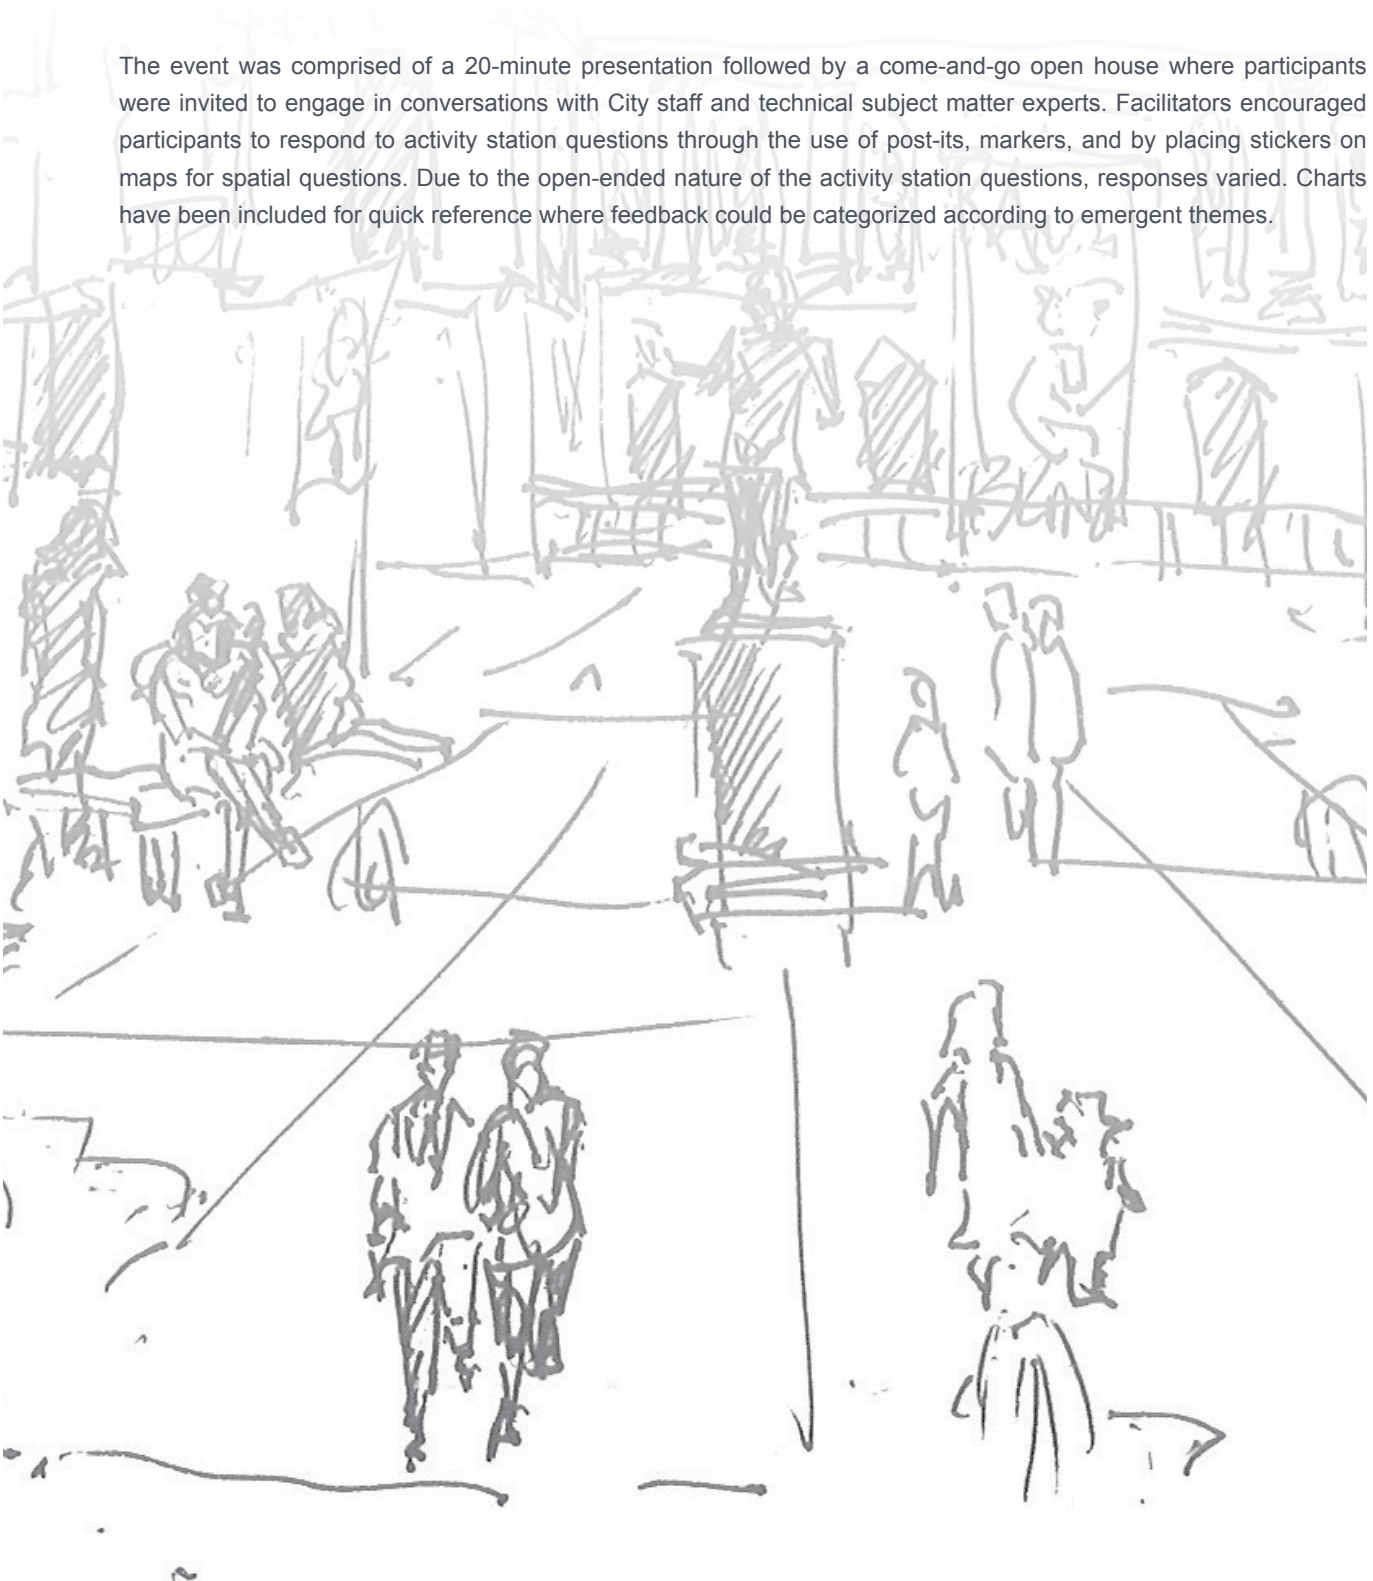 The event was comprised of a 20-minute presentation followed by a come-and-go open house where participants
were invited to engage in conversations with City staff and technical subject matter experts. Facilitators encouraged
participants to respond to activity station questions through the use of post-its, markers, and by placing stickers on
maps for spatial questions. Due to the open-ended nature of the activity station questions, responses varied. Charts
have been included for quick reference where feedback could be categorized according to emergent themes.